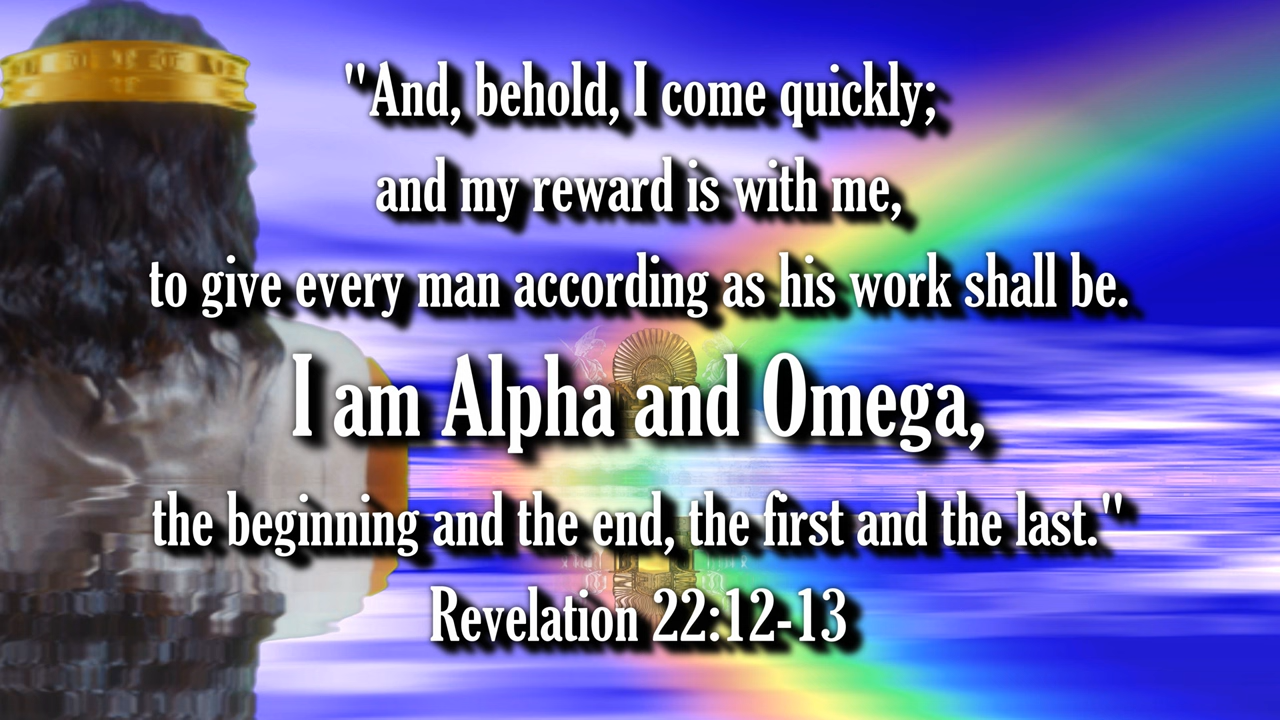 "And, behold, I come quickly;
and my reward is with me,
to give every man according as his work shall be.
I am Alpha and Omega,
the beginning and the end, the first and the last."
Revelation 22:12-13